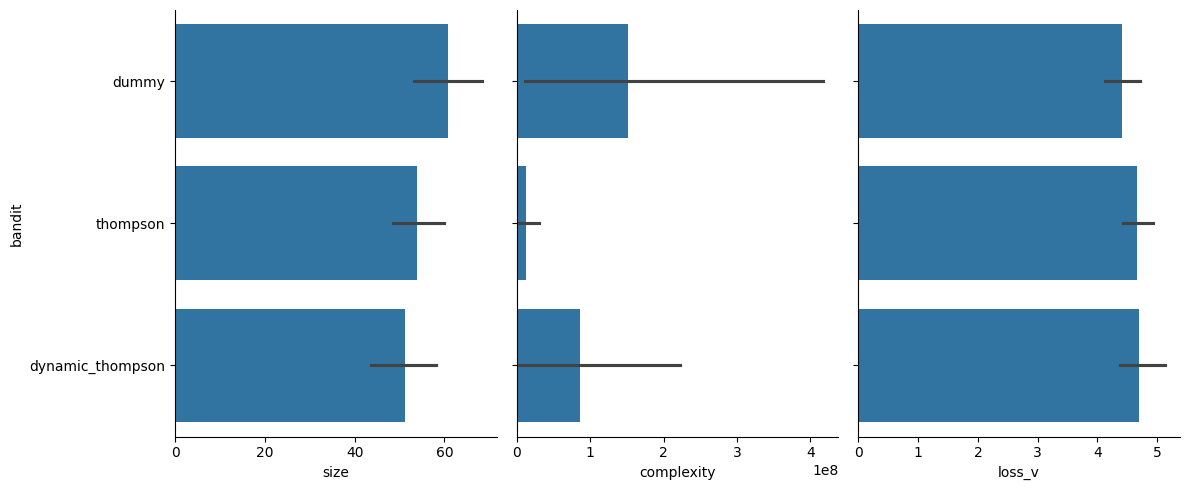 bandit
dummy
thompson
dynamic_thompson
0 20 40 60
size
0 1 2 3 4
1e8
complexity
0 1 2 3 4 5
loss_v